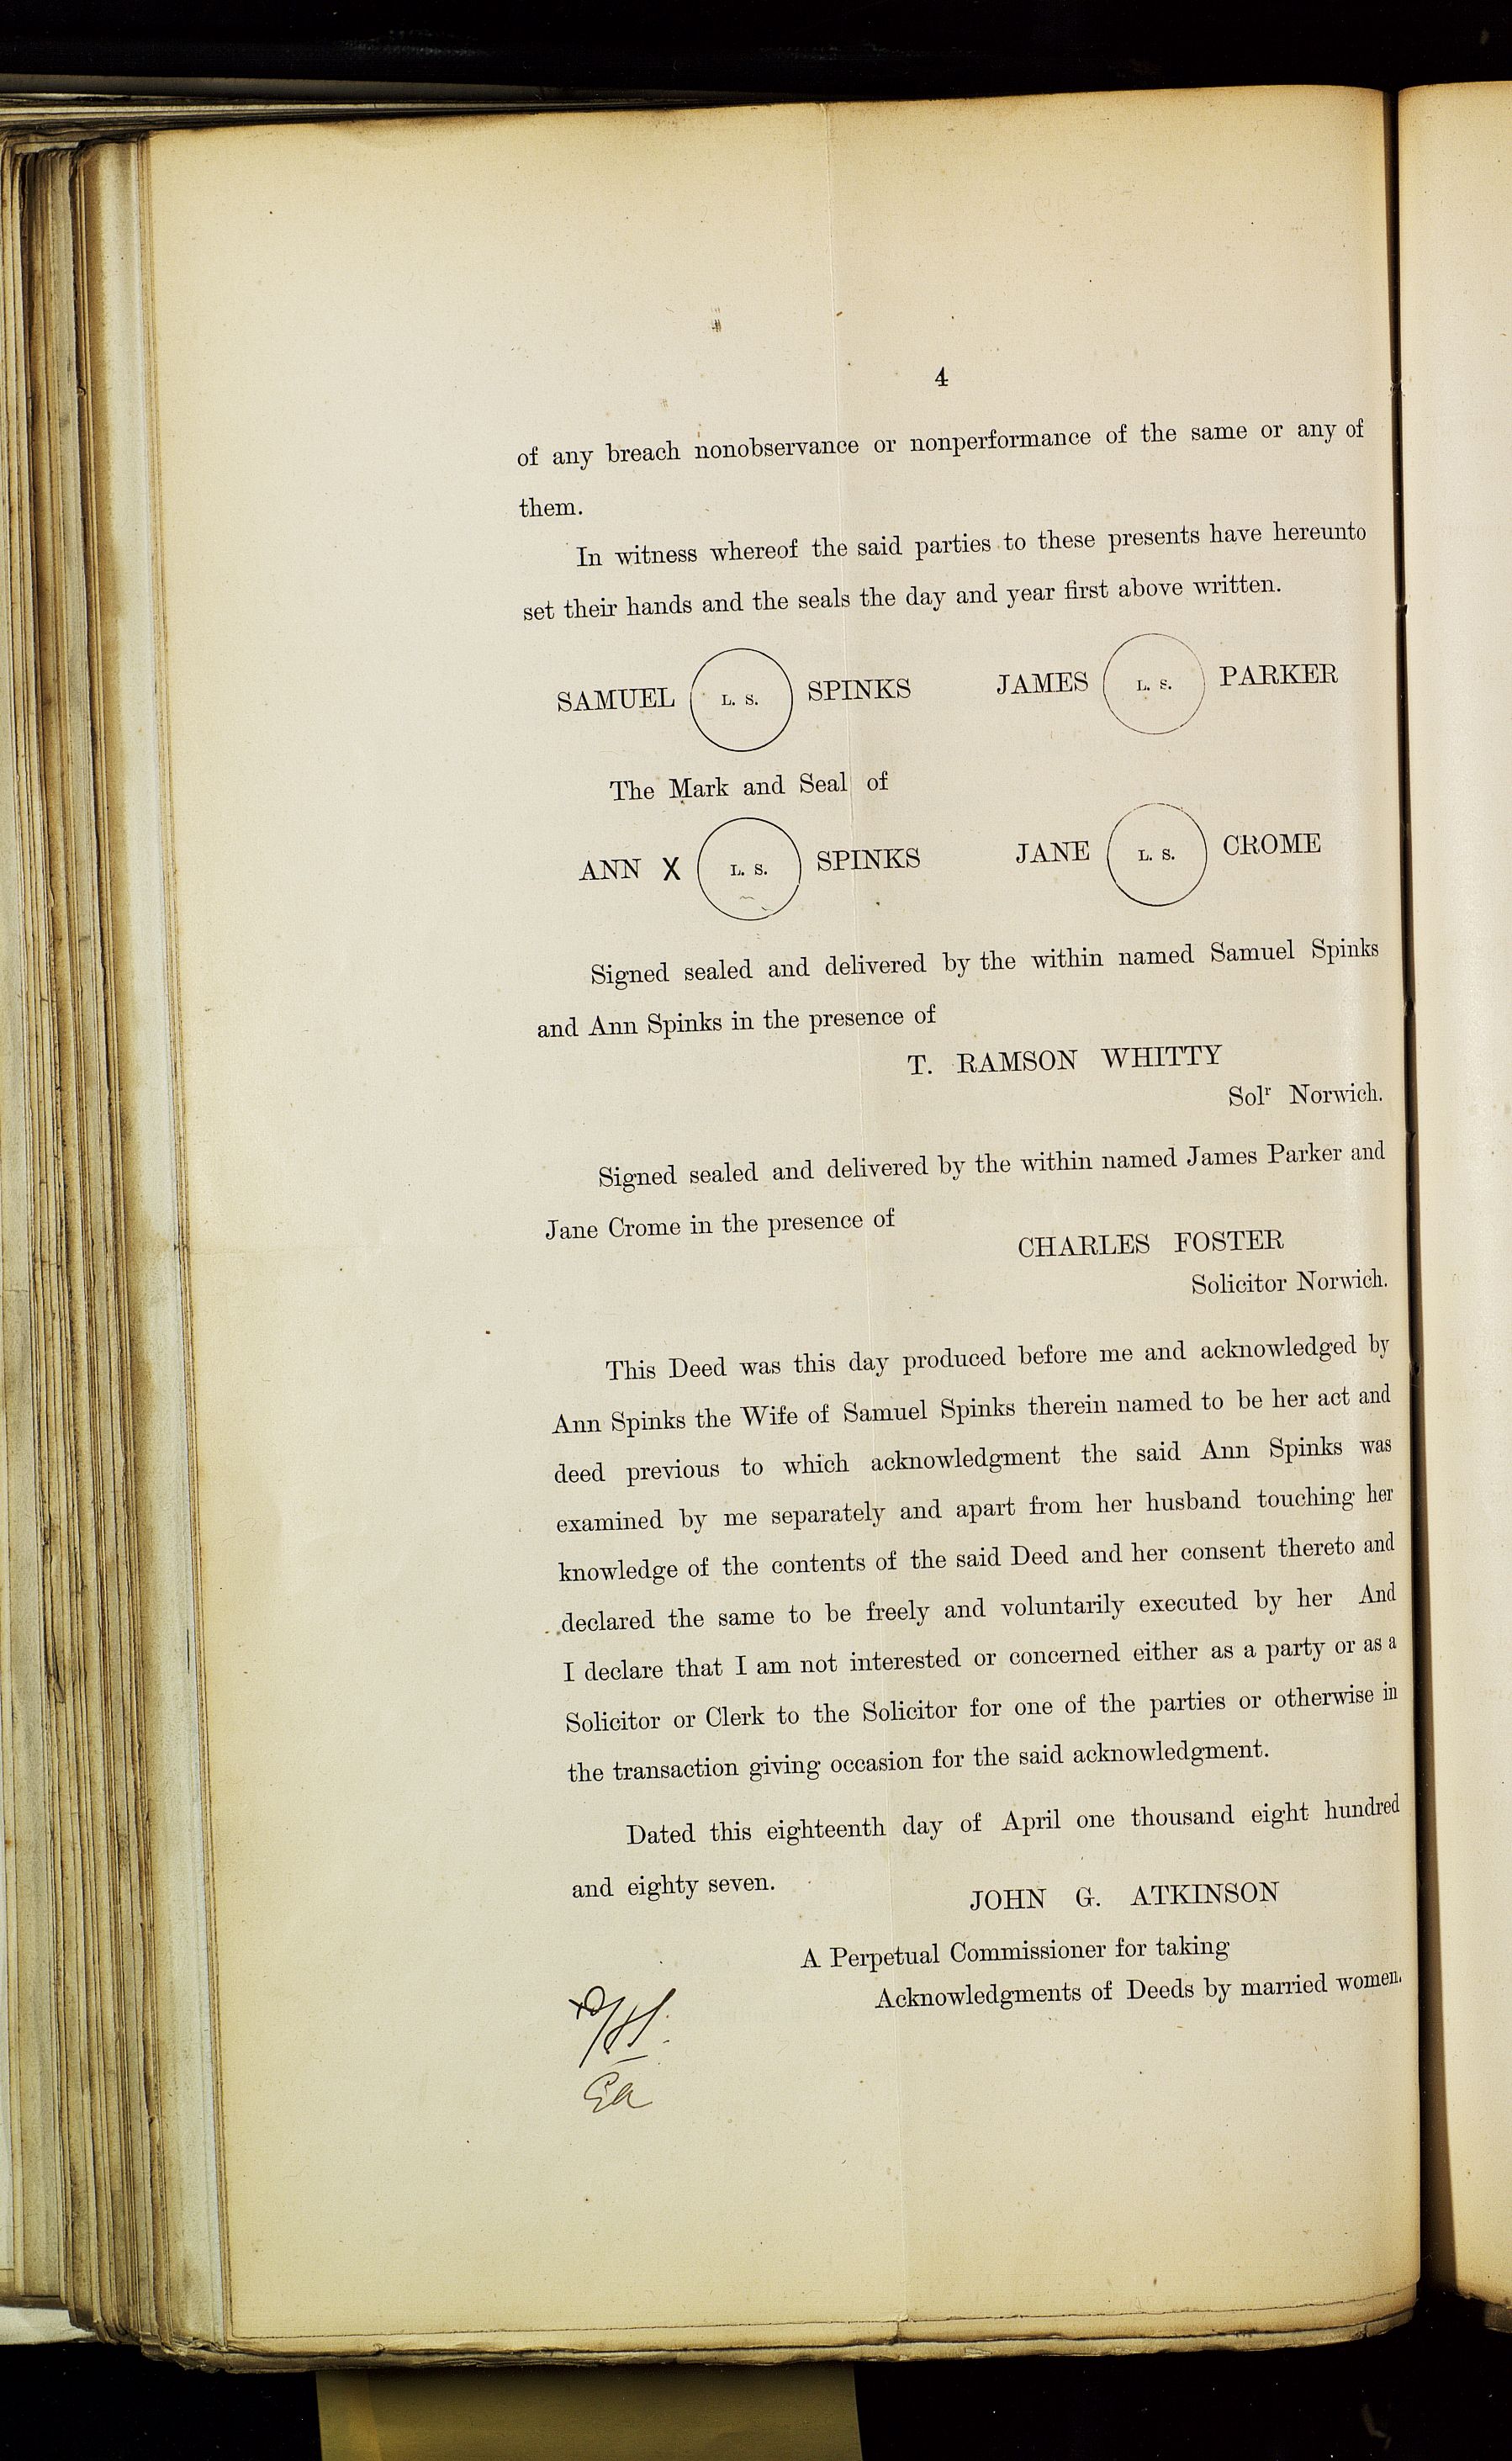 4
of any breach nonobservance or nonperformance of the same or any of
them.
In witness whereof the said parties to these presents have hereunto
set their hands and the seals the day and year first above written.
SAMUEL L. S. SPINKS JAMES L. S. PARKER
The Mark and Seal of
ANN X L. S. SPINKS JANE L. S. CROME
Signed sealed and delivered by the within named Samuel Spinks
and Ann Spinks in the presence of
T. RAMSON WHITTY
Solʳ Norwich.
Signed sealed and delivered by the within named James Parker and
Jane Crome in the presence of
CHARLES FOSTER
Solicitor Norwich.
This Deed was this day produced before me and acknowledged by
Ann Spinks the Wife of Samuel Spinks therein named to be her act and
deed previous to which acknowledgment the said Ann Spinks was
examined by me separately and apart from her husband touching her
knowledge of the contents of the said Deed and her consent thereto and
declared the same to be freely and voluntarily executed by her And
I declare that I am not interested or concerned either as a party or as a
Solicitor or Clerk to the Solicitor for one of the parties or otherwise in
the transaction giving occasion for the said acknowledgment.
Dated this eighteenth day of April one thousand eight hundred
and eighty seven.
JOHN G. ATKINSON
A Perpetual Commissioner for taking
Acknowledgments of Deeds by married women.